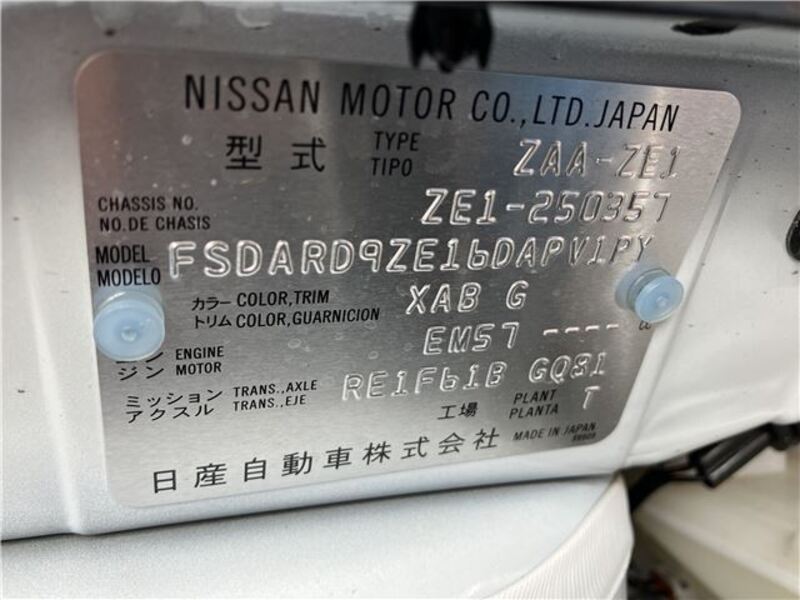 NISSAN MOTOR CO.,LTD.JAPAN
型式 TYPE TIPO ZAA-ZE1
CHASSIS NO. NO.DE CHASIS ZE1-250357
MODEL MODELO FSDARD9ZE16DAPV1PY
カラー COLOR,TRIM トリム COLOR,GUARNICION XAB G
ジン ENGINE MOTOR EM57 ---- cc
ミッション アクスル TRANS.,AXLE TRANS.,EJE RE1F61B GQ81
工場 PLANT PLANTA T
日産自動車株式会社 MADE IN JAPAN